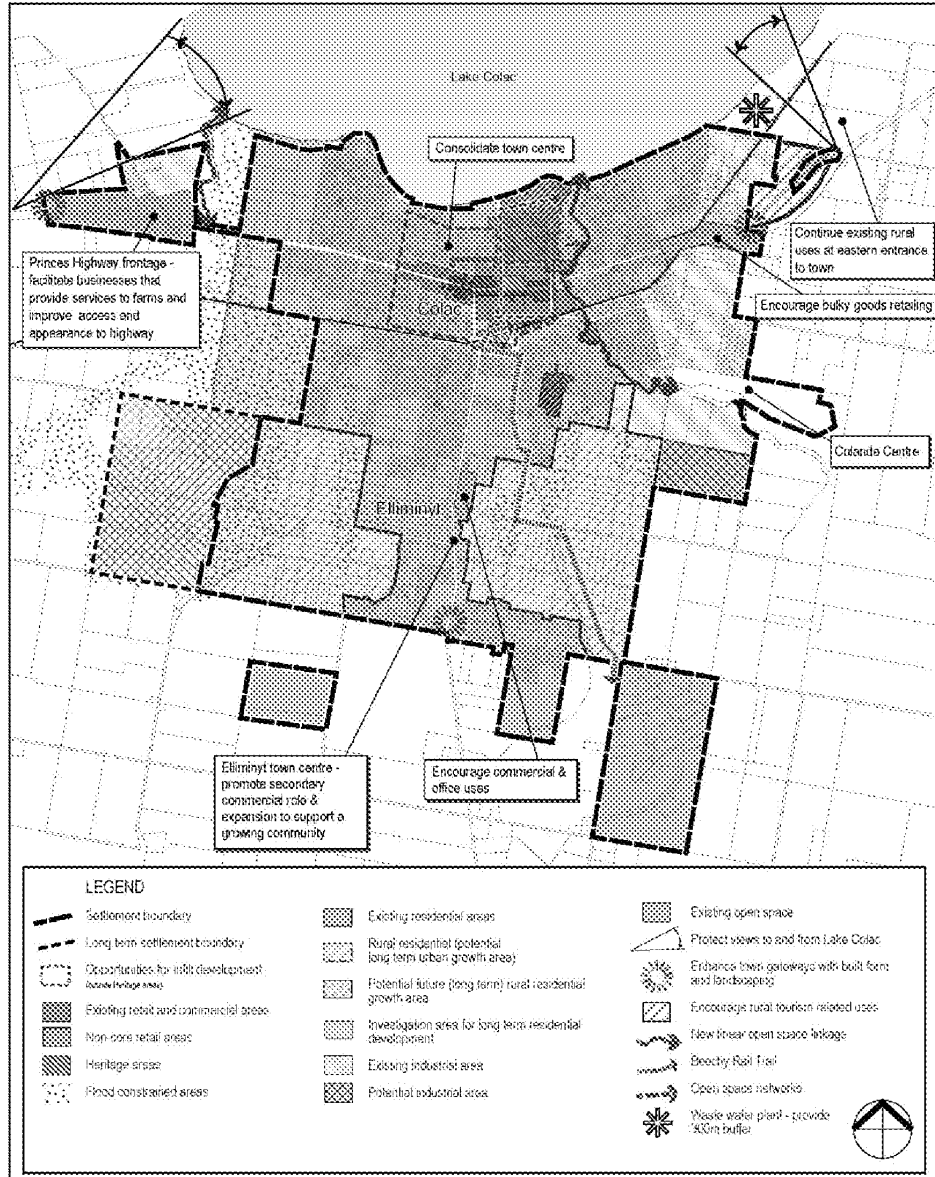 Lake Colac
Consolidate town centre
Continue existing rural
uses at eastern entrance
to town
Princes Highway frontage -
facilitate businesses that
provide services to farms and
improve access and
appearance to highway
Encourage bulky goods retailing
Colac
Colanda Centre
Elliminyt
Elliminyt town centre -
promote secondary
commercial role &
expansion to support a
growing community
Encourage commercial &
office uses
LEGEND
Settlement boundary
Long term settlement boundary
Opportunities for infill development
Existing retail and commercial areas
Non-core retail areas
Heritage areas
Flood constrained areas
Existing residential areas
Rural residential (potential
long term urban growth area)
Potential future (long term) rural residential
growth area
Investigation area for long term residential
development
Existing industrial area
Potential industrial area
Existing open space
Protect views to and from Lake Colac
Enhance town gateways with built form
and landscaping
Encourage rural tourism related uses
New linear open space linkage
Beechy Rail Trail
Open space networks
Waste water plant - provide
buffer